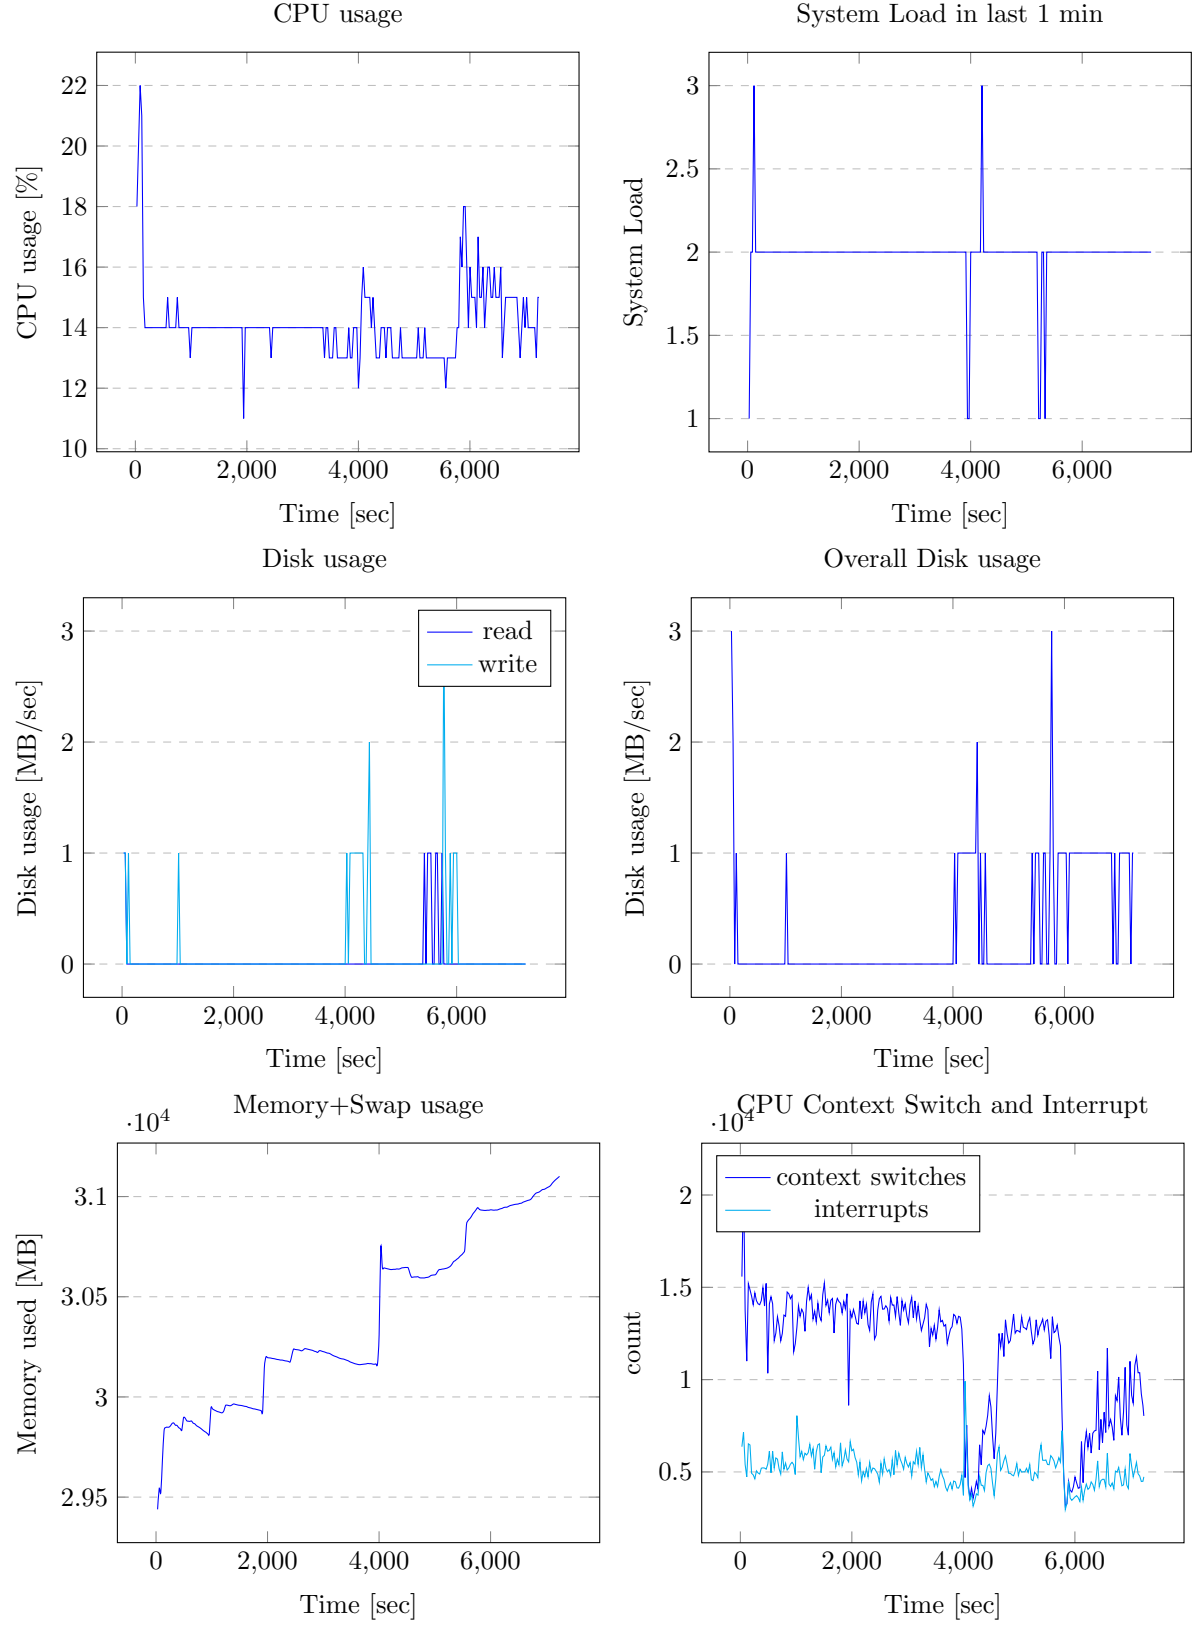 CPU usage
22
20
18
16
14
12
10
CPU usage [%]
0 2,000 4,000 6,000
Time [sec]
System Load in last 1 min
3
2.5
2
1.5
1
System Load
0 2,000 4,000 6,000
Time [sec]
Disk usage
read
write
3
2
1
0
Disk usage [MB/sec]
0 2,000 4,000 6,000
Time [sec]
Overall Disk usage
3
2
1
0
Disk usage [MB/sec]
0 2,000 4,000 6,000
Time [sec]
Memory+Swap usage
·10⁴
3.1
3.05
3
2.95
Memory used [MB]
0 2,000 4,000 6,000
Time [sec]
CPU Context Switch and Interrupt
·10⁴
context switches
interrupts
2
1.5
1
0.5
count
0 2,000 4,000 6,000
Time [sec]